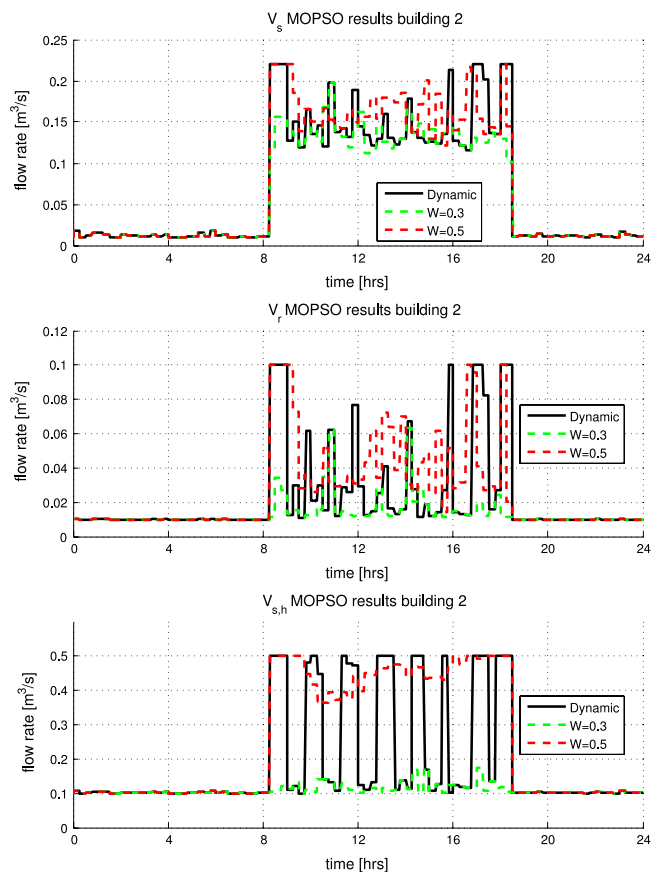 V_s MOPSO results building 2
flow rate [m³/s]
0.25
0.2
0.15
0.1
0.05
0
Dynamic
W=0.3
W=0.5
0 4 8 12 16 20 24
time [hrs]
V_r MOPSO results building 2
flow rate [m³/s]
0.12
0.1
0.08
0.06
0.04
0.02
0
Dynamic
W=0.3
W=0.5
0 4 8 12 16 20 24
time [hrs]
V_s,h MOPSO results building 2
flow rate [m³/s]
0.5
0.4
0.3
0.2
0.1
0
Dynamic
W=0.3
W=0.5
0 4 8 12 16 20 24
time [hrs]